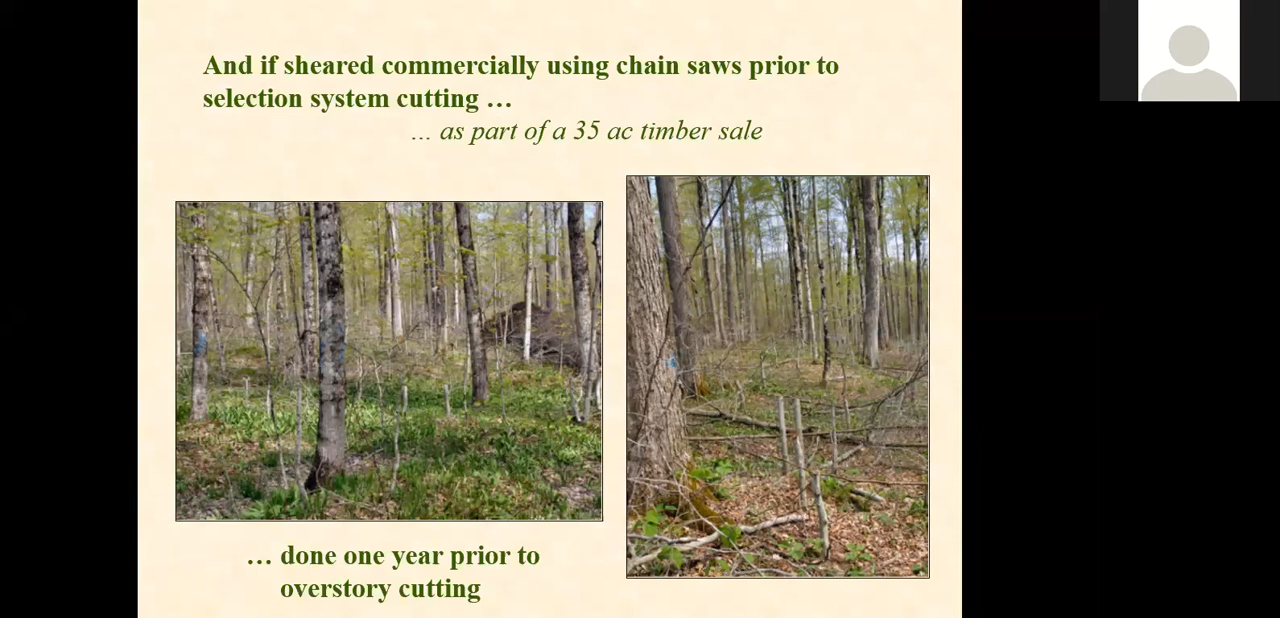 And if sheared commercially using chain saws prior to
selection system cutting …
… as part of a 35 ac timber sale
… done one year prior to
overstory cutting